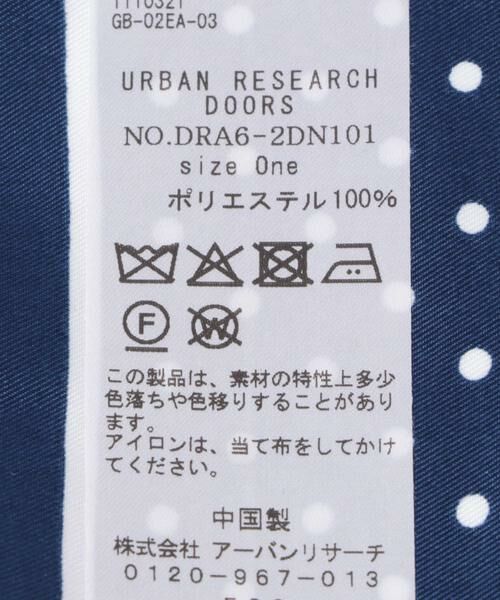 1110321
GB-02EA-03
URBAN RESEARCH
DOORS
NO.DRA6-2DN101
size One
ポリエステル100%
F W
この製品は、素材の特性上多少
色落ちや色移りすることがあり
ます。
アイロンは、当て布をしてかけ
てください。
中国製
株式会社 アーバンリサーチ
0120-967-013